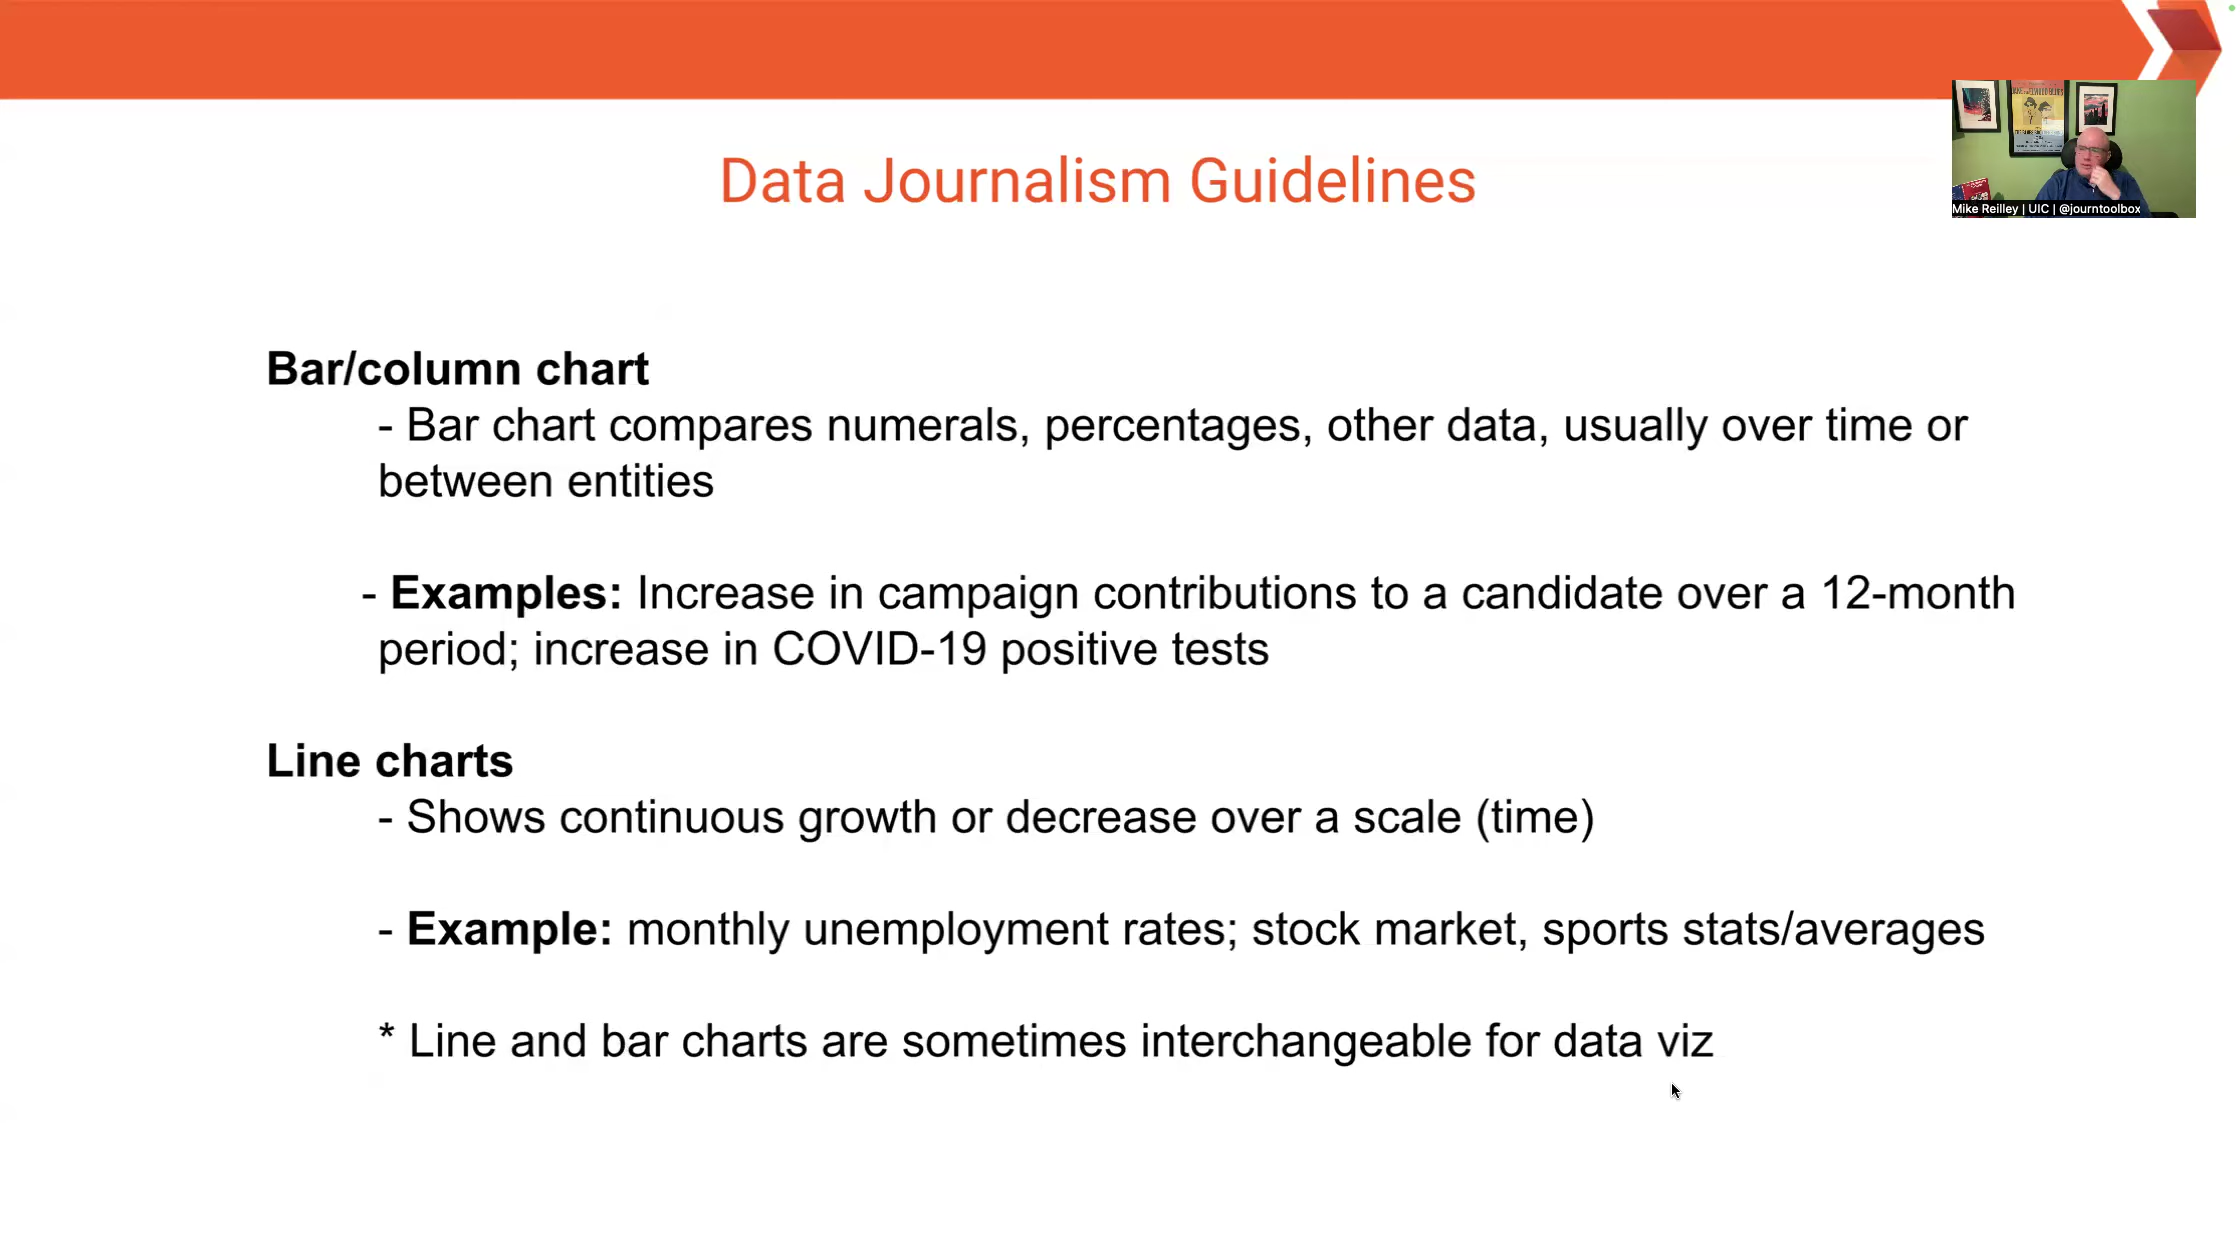 Data Journalism Guidelines
Mike Reilley | UIC | @journtoolbox
Bar/column chart
- Bar chart compares numerals, percentages, other data, usually over time or
between entities
- Examples: Increase in campaign contributions to a candidate over a 12-month
period; increase in COVID-19 positive tests
Line charts
- Shows continuous growth or decrease over a scale (time)
- Example: monthly unemployment rates; stock market, sports stats/averages
* Line and bar charts are sometimes interchangeable for data viz